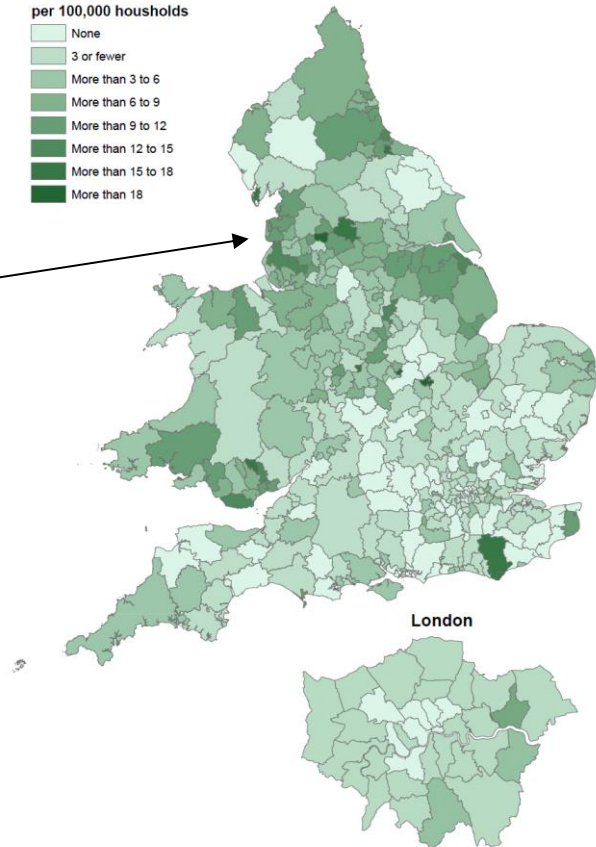 per 100,000 housholds
None
3 or fewer
More than 3 to 6
More than 6 to 9
More than 9 to 12
More than 12 to 15
More than 15 to 18
More than 18
London